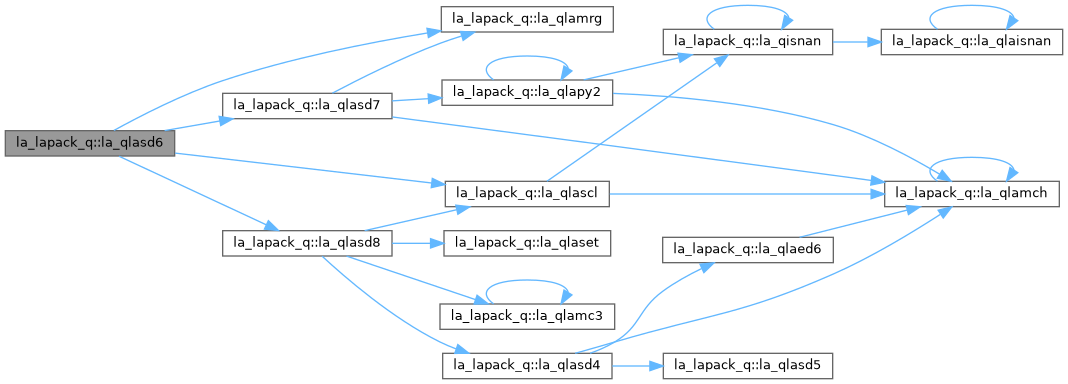 la_lapack_q::la_qlamrg
la_lapack_q::la_qisnan
la_lapack_q::la_qlaisnan
la_lapack_q::la_qlasd7
la_lapack_q::la_qlapy2
la_lapack_q::la_qlasd6
la_lapack_q::la_qlascl
la_lapack_q::la_qlamch
la_lapack_q::la_qlasd8
la_lapack_q::la_qlaset
la_lapack_q::la_qlaed6
la_lapack_q::la_qlamc3
la_lapack_q::la_qlasd4
la_lapack_q::la_qlasd5